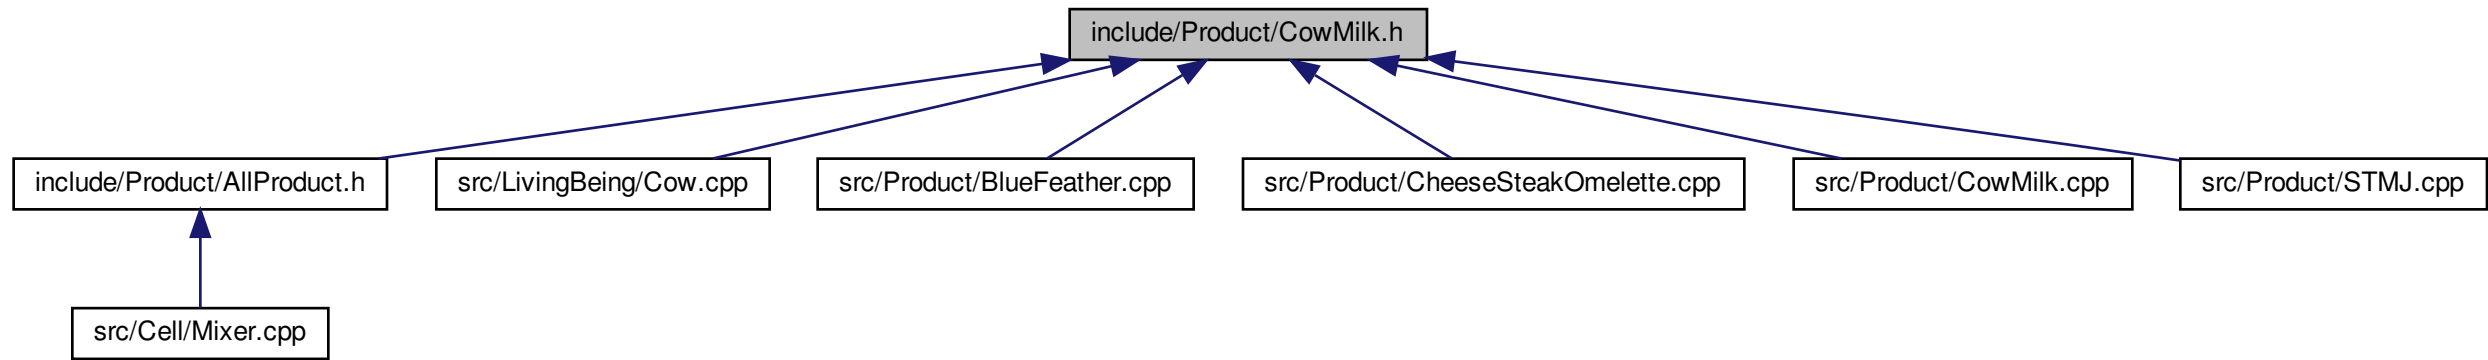 include/Product/CowMilk.h
include/Product/AllProduct.h
src/LivingBeing/Cow.cpp
src/Product/BlueFeather.cpp
src/Product/CheeseSteakOmelette.cpp
src/Product/CowMilk.cpp
src/Product/STMJ.cpp
src/Cell/Mixer.cpp